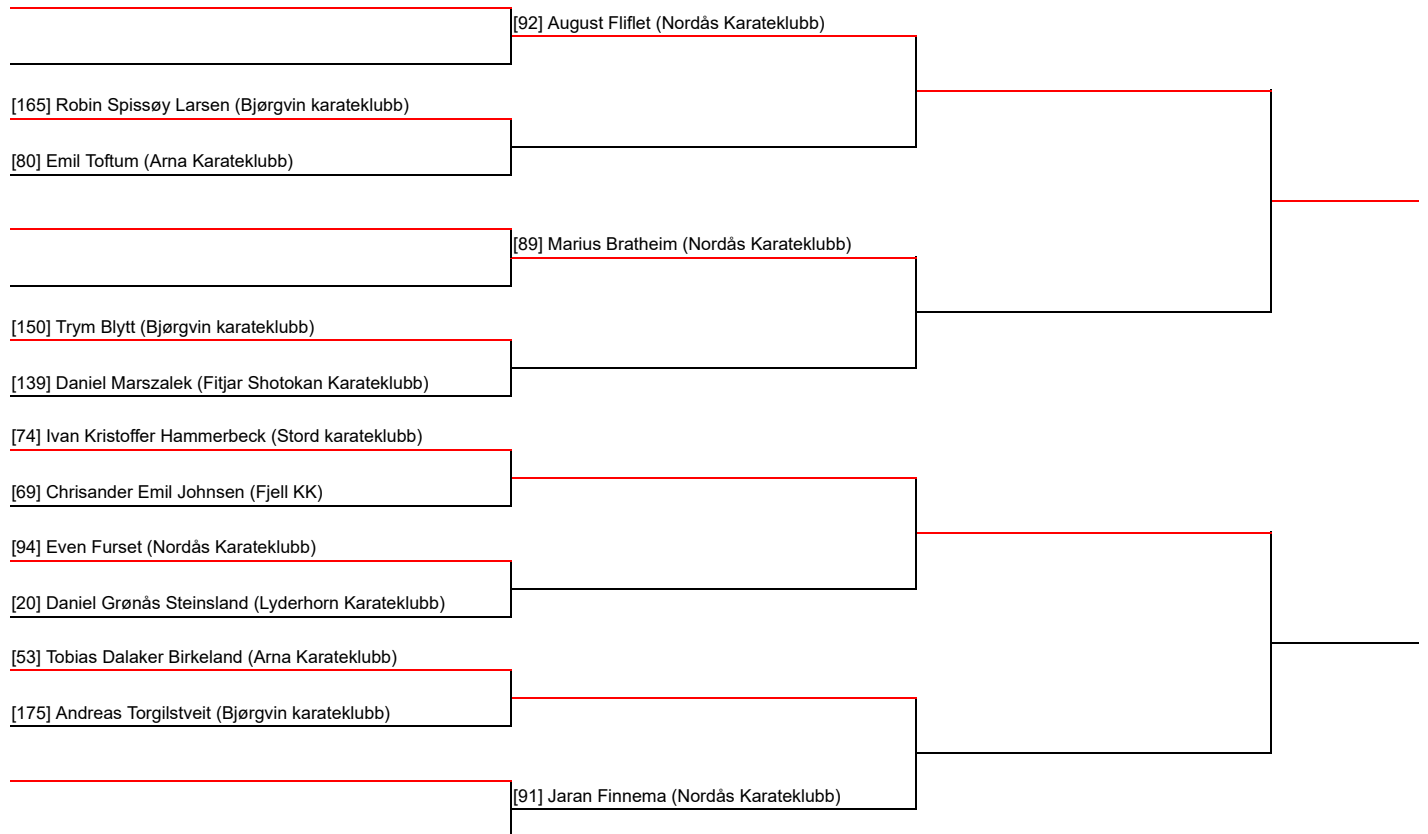 [92] August Fliflet (Nordås Karateklubb)
[165] Robin Spissøy Larsen (Bjørgvin karateklubb)
[80] Emil Toftum (Arna Karateklubb)
[89] Marius Bratheim (Nordås Karateklubb)
[150] Trym Blytt (Bjørgvin karateklubb)
[139] Daniel Marszalek (Fitjar Shotokan Karateklubb)
[74] Ivan Kristoffer Hammerbeck (Stord karateklubb)
[69] Chrisander Emil Johnsen (Fjell KK)
[94] Even Furset (Nordås Karateklubb)
[20] Daniel Grønås Steinsland (Lyderhorn Karateklubb)
[53] Tobias Dalaker Birkeland (Arna Karateklubb)
[175] Andreas Torgilstveit (Bjørgvin karateklubb)
[91] Jaran Finnema (Nordås Karateklubb)